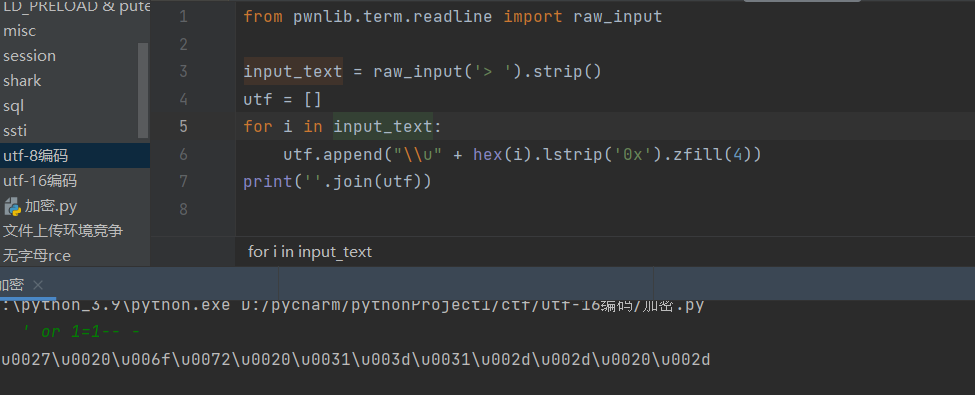 LD_PRELOAD & pute
misc
session
shark
sql
ssti
utf-8编码
utf-16编码
加密.py
文件上传环境竞争
无字母rce
1 from pwnlib.term.readline import raw_input
2
3 input_text = raw_input('> ').strip()
4 utf = []
5 for i in input_text:
6 utf.append("\\u" + hex(i).lstrip('0x').zfill(4))
7 print(''.join(utf))
8
for i in input_text
加密
:\python_3.9\python.exe D:/pycharm/pythonProject1/ctf/utf-16编码/加密.py
' or 1=1-- -
u0027\u0020\u006f\u0072\u0020\u0031\u003d\u0031\u002d\u002d\u0020\u002d